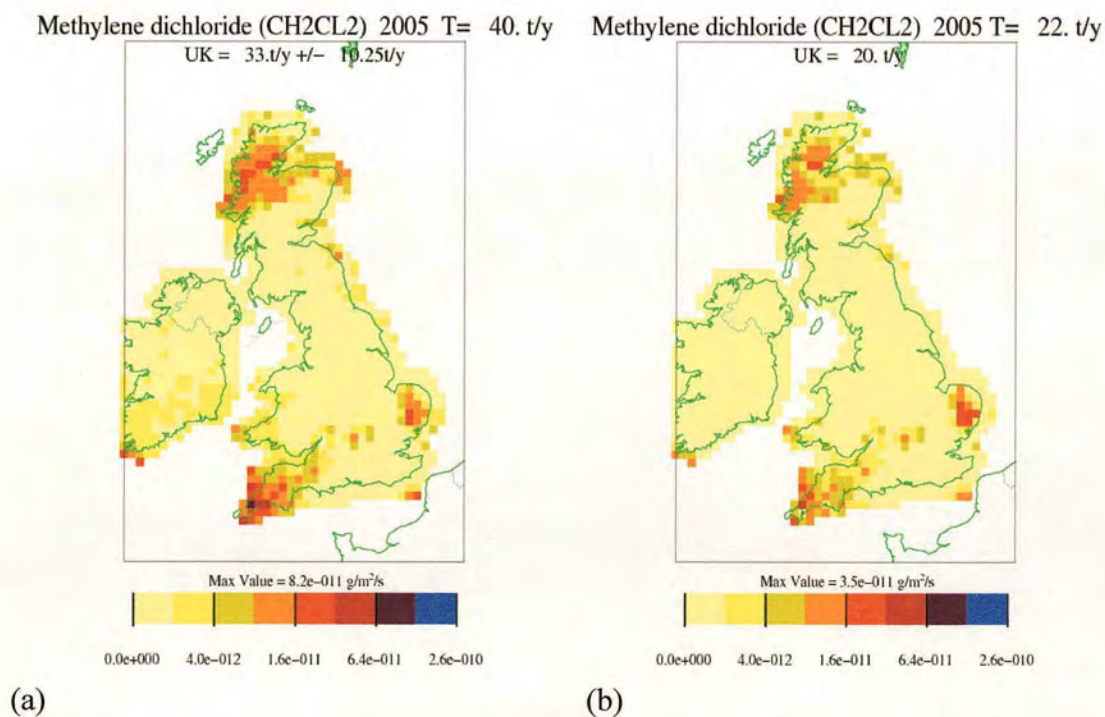 Methylene dichloride (CH2CL2) 2005 T= 40. t/y
UK = 33.t/y +/− 10.25t/y
Max Value = 8.2e−011 g/m²/s
0.0e+000 4.0e−012 1.6e−011 6.4e−011 2.6e−010
(a)
Methylene dichloride (CH2CL2) 2005 T= 22. t/y
UK = 20. t/y
Max Value = 3.5e−011 g/m²/s
0.0e+000 4.0e−012 1.6e−011 6.4e−011 2.6e−010
(b)